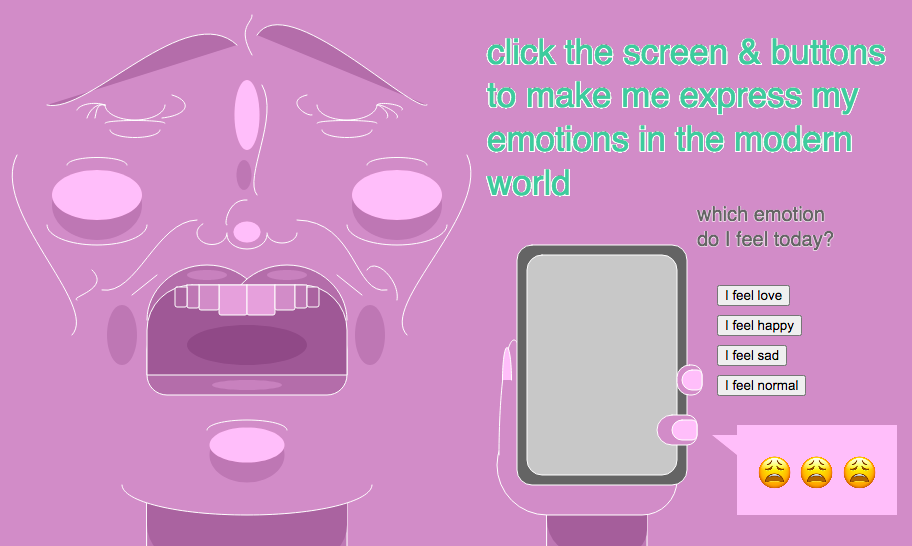 click the screen & buttons
to make me express my
emotions in the modern
world
which emotion
do I feel today?
I feel love
I feel happy
I feel sad
I feel normal
😩 😩 😩